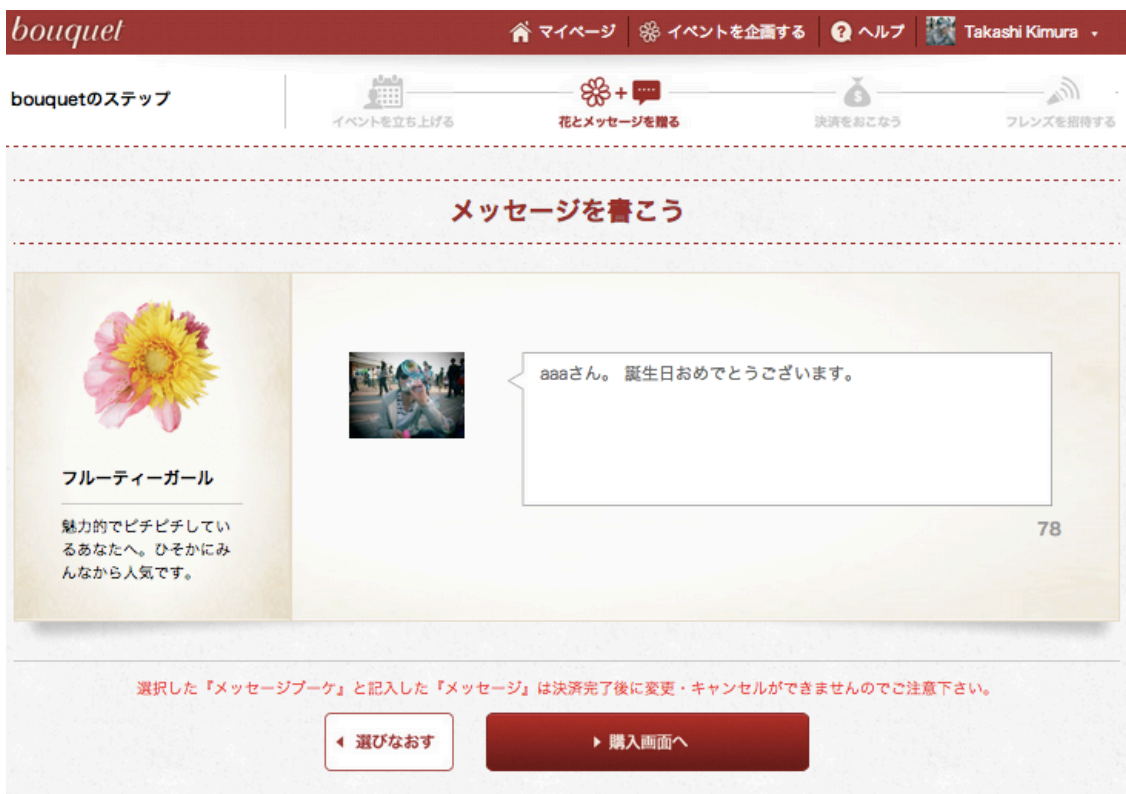 bouquet
マイページ
イベントを企画する
ヘルプ
Takashi Kimura
bouquetのステップ
イベントを立ち上げる
花とメッセージを贈る
決済をおこなう
フレンズを招待する
メッセージを書こう
aaaさん。 誕生日おめでとうございます。
78
フルーティーガール
魅力的でピチピチしてい
るあなたへ。ひそかにみ
んなから人気です。
選択した『メッセージブーケ』と記入した『メッセージ』は決済完了後に変更・キャンセルができませんのでご注意下さい。
選びなおす
購入画面へ